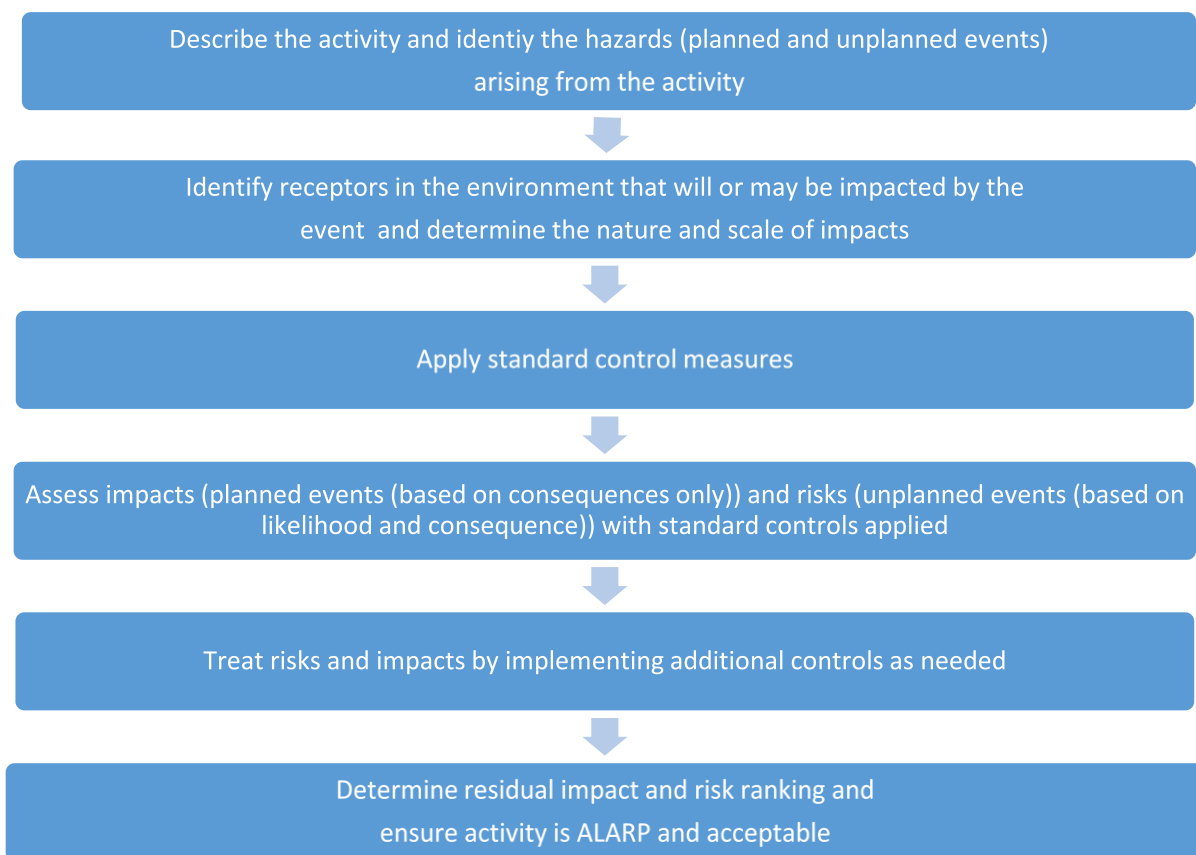 Describe the activity and identiy the hazards (planned and unplanned events)
arising from the activity
Identify receptors in the environment that will or may be impacted by the
event  and determine the nature and scale of impacts
Apply standard control measures
Assess impacts (planned events (based on consequences only)) and risks (unplanned events (based on
likelihood and consequence)) with standard controls applied
Treat risks and impacts by implementing additional controls as needed
Determine residual impact and risk ranking and
ensure activity is ALARP and acceptable